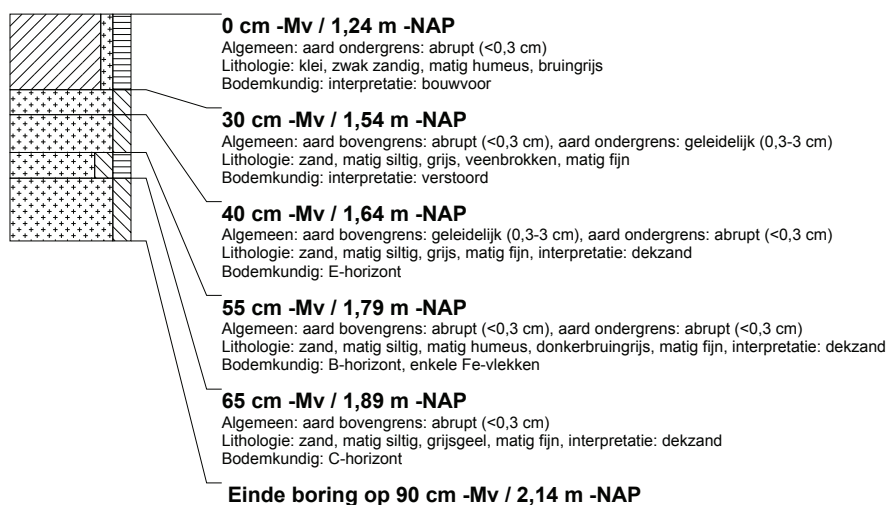 0 cm -Mv / 1,24 m -NAP
Algemeen: aard ondergrens: abrupt (<0,3 cm)
Lithologie: klei, zwak zandig, matig humeus, bruingrijs
Bodemkundig: interpretatie: bouwvoor
30 cm -Mv / 1,54 m -NAP
Algemeen: aard bovengrens: abrupt (<0,3 cm), aard ondergrens: geleidelijk (0,3-3 cm)
Lithologie: zand, matig siltig, grijs, veenbrokken, matig fijn
Bodemkundig: interpretatie: verstoord
40 cm -Mv / 1,64 m -NAP
Algemeen: aard bovengrens: geleidelijk (0,3-3 cm), aard ondergrens: abrupt (<0,3 cm)
Lithologie: zand, matig siltig, grijs, matig fijn, interpretatie: dekzand
Bodemkundig: E-horizont
55 cm -Mv / 1,79 m -NAP
Algemeen: aard bovengrens: abrupt (<0,3 cm), aard ondergrens: abrupt (<0,3 cm)
Lithologie: zand, matig siltig, matig humeus, donkerbruingrijs, matig fijn, interpretatie: dekzand
Bodemkundig: B-horizont, enkele Fe-vlekken
65 cm -Mv / 1,89 m -NAP
Algemeen: aard bovengrens: abrupt (<0,3 cm)
Lithologie: zand, matig siltig, grijsgeel, matig fijn, interpretatie: dekzand
Bodemkundig: C-horizont
Einde boring op 90 cm -Mv / 2,14 m -NAP